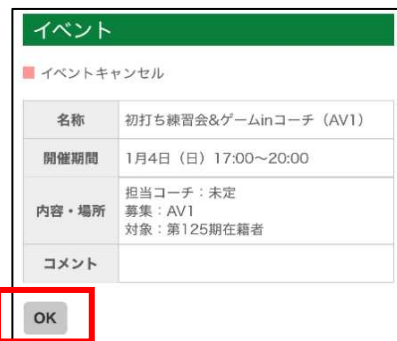 イベント
イベントキャンセル
名称 初打ち練習会&ゲームinコーチ（AV1）
開催期間 1月4日（日）17:00〜20:00
内容・場所 担当コーチ：未定
募集：AV1
対象：第125期在籍者
コメント
OK